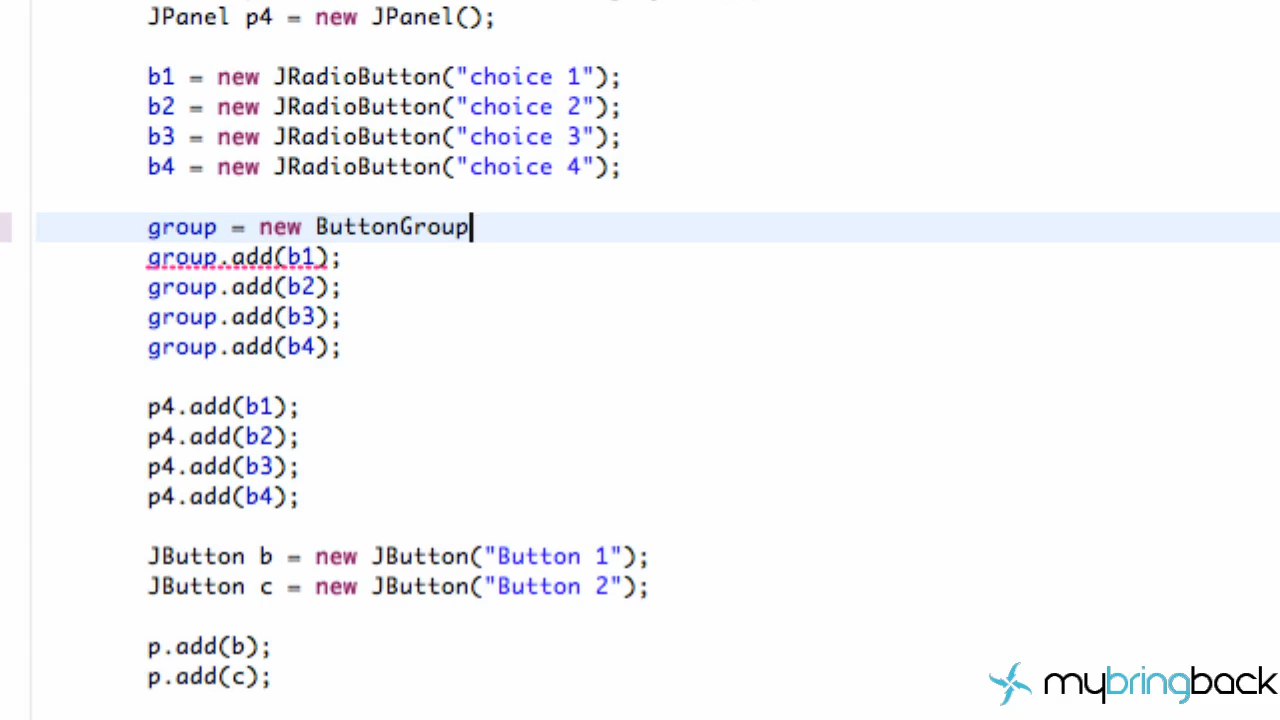 JPanel p4 = new JPanel();
b1 = new JRadioButton("choice 1");
b2 = new JRadioButton("choice 2");
b3 = new JRadioButton("choice 3");
b4 = new JRadioButton("choice 4");
group = new ButtonGroup
group.add(b1);
group.add(b2);
group.add(b3);
group.add(b4);
p4.add(b1);
p4.add(b2);
p4.add(b3);
p4.add(b4);
JButton b = new JButton("Button 1");
JButton c = new JButton("Button 2");
p.add(b);
p.add(c);
mybringback